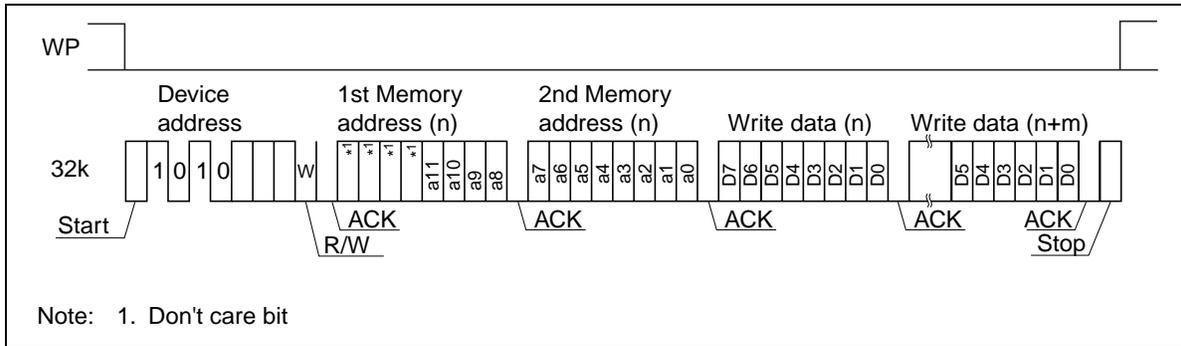 WP
Device address
1st Memory address (n)
2nd Memory address (n)
Write data (n)
Write data (n+m)
32k
1 0 1 0 W
*1 *1 *1 *1 a11 a10 a9 a8
a7 a6 a5 a4 a3 a2 a1 a0
D7 D6 D5 D4 D3 D2 D1 D0
D5 D4 D3 D2 D1 D0
Start
R/W
ACK
ACK
ACK
ACK
ACK
Stop
Note: 1. Don't care bit